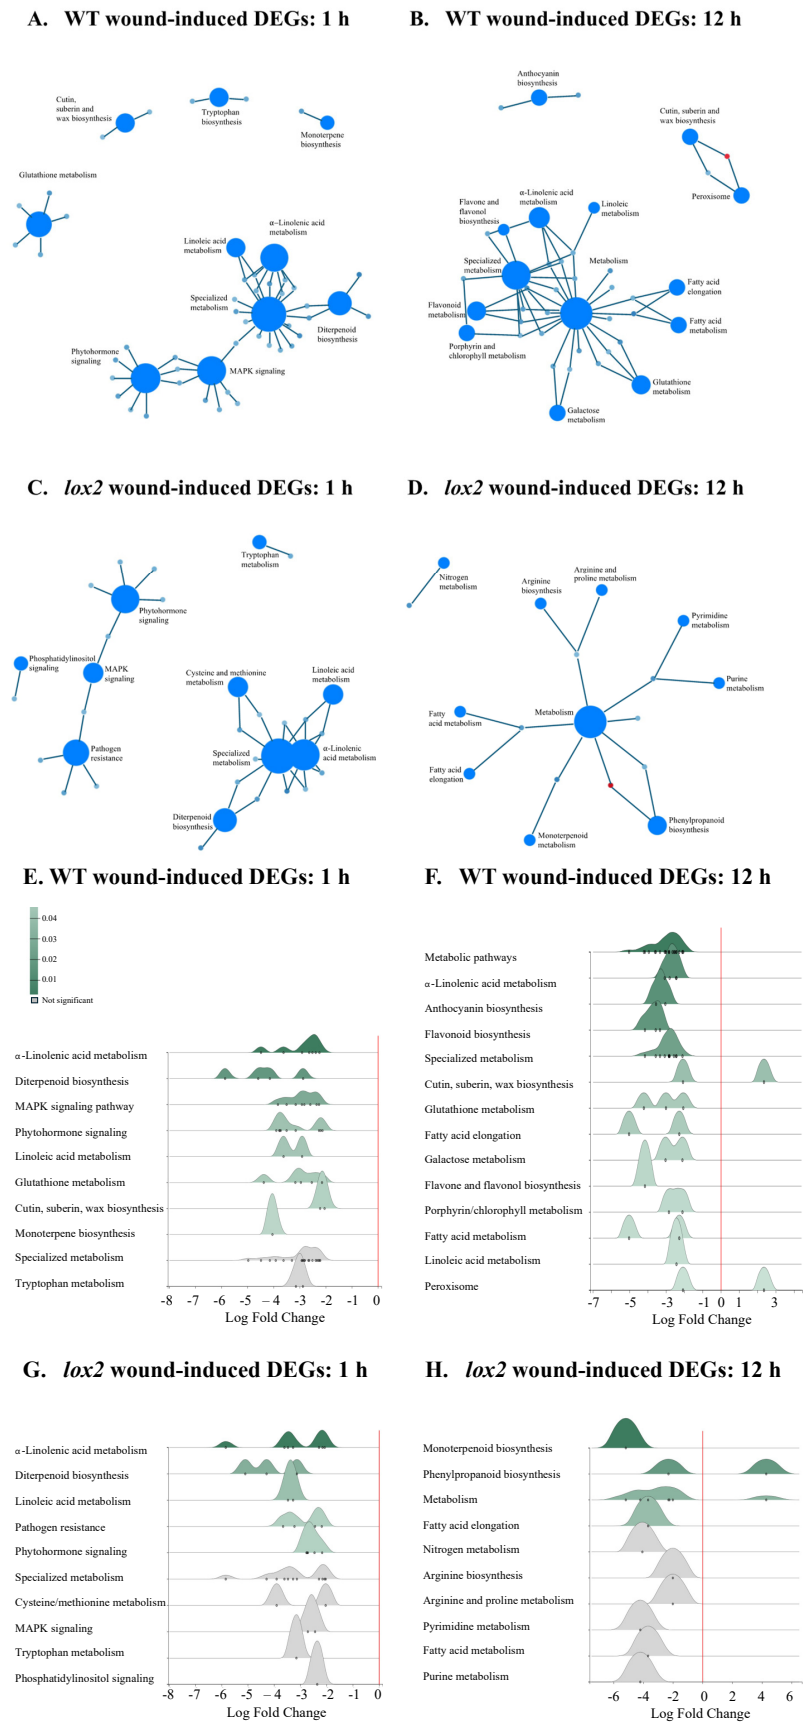 A. WT wound-induced DEGs: 1 h
Cutin,
suberin and
wax biosynthesis
Tryptophan
biosynthesis
Monoterpene
biosynthesis
Glutathione metabolism
α–Linolenic acid
metabolism
Linoleic acid
metabolism
Specialized
metabolism
Diterpenoid
biosynthesis
Phytohormone
signaling
MAPK signaling
B. WT wound-induced DEGs: 12 h
Anthocyanin
biosynthesis
Cutin, suberin and
wax biosynthesis
Peroxisome
Flavone and
flavonol
biosynthesis
α-Linolenic acid
metabolism
Linoleic
metabolism
Specialized
metabolism
Metabolism
Fatty acid
elongation
Flavonoid
metabolism
Fatty acid
metabolism
Porphyrin and
chlorophyll metabolism
Glutathione
metabolism
Galactose
metabolism
C. lox2 wound-induced DEGs: 1 h
Tryptophan
metabolism
Phytohormone
signaling
Phosphatidylinositol
signaling
MAPK
signaling
Cysteine and methionine
metabolism
Linoleic acid
metabolism
Pathogen
resistance
Specialized
metabolism
α-Linolenic
acid metabolism
Diterpenoid
biosynthesis
D. lox2 wound-induced DEGs: 12 h
Nitrogen
metabolism
Arginine
biosynthesis
Arginine and
proline metabolism
Pyrimidine
metabolism
Purine
metabolism
Metabolism
Fatty
acid metabolism
Fatty acid
elongation
Monoterpenoid
metabolism
Phenylpropanoid
biosynthesis
E. WT wound-induced DEGs: 1 h
0.04
0.03
0.02
0.01
Not significant
α-Linolenic acid metabolism
Diterpenoid biosynthesis
MAPK signaling pathway
Phytohormone signaling
Linoleic acid metabolism
Glutathione metabolism
Cutin, suberin, wax biosynthesis
Monoterpene biosynthesis
Specialized metabolism
Tryptophan metabolism
-8 -7 -6 -5 -4 -3 -2 -1 0
Log Fold Change
F. WT wound-induced DEGs: 12 h
Metabolic pathways
α-Linolenic acid metabolism
Anthocyanin biosynthesis
Flavonoid biosynthesis
Specialized metabolism
Cutin, suberin, wax biosynthesis
Glutathione metabolism
Fatty acid elongation
Galactose metabolism
Flavone and flavonol biosynthesis
Porphyrin/chlorophyll metabolism
Fatty acid metabolism
Linoleic acid metabolism
Peroxisome
-7 -5 -3 -1 0 1 3
Log Fold Change
G. lox2 wound-induced DEGs: 1 h
α-Linolenic acid metabolism
Diterpenoid biosynthesis
Linoleic acid metabolism
Pathogen resistance
Phytohormone signaling
Specialized metabolism
Cysteine/methionine metabolism
MAPK signaling
Tryptophan metabolism
Phosphatidylinositol signaling
-8 -7 -6 -5 -4 -3 -2 -1 0
Log Fold Change
H. lox2 wound-induced DEGs: 12 h
Monoterpenoid biosynthesis
Phenylpropanoid biosynthesis
Metabolism
Fatty acid elongation
Nitrogen metabolism
Arginine biosynthesis
Arginine and proline metabolism
Pyrimidine metabolism
Fatty acid metabolism
Purine metabolism
-6 -4 -2 0 2 4 6
Log Fold Change